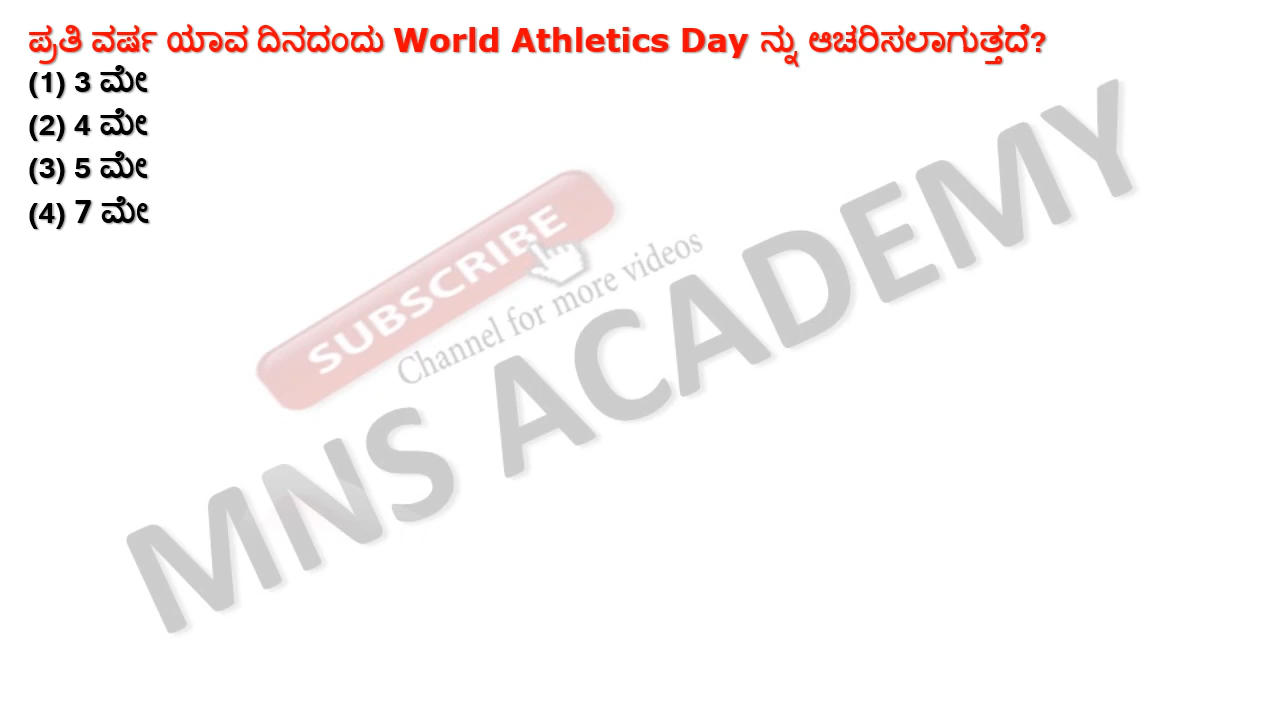 ಪ್ರತಿ ವರ್ಷ ಯಾವ ದಿನದಂದು World Athletics Day ನ್ನು ಆಚರಿಸಲಾಗುತ್ತದೆ?
(1) 3 ಮೇ
(2) 4 ಮೇ
(3) 5 ಮೇ
(4) 7 ಮೇ
SUBSCRIBE
Channel for more videos
MNS ACADEMY